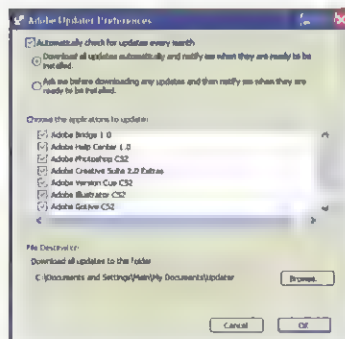 Adobe Updater Preferences
Automatically check for updates every month
Download all updates automatically and notify me when they are ready to be
installed.
Ask me before downloading any updates and then notify me when they are
ready to be installed.
Choose the applications to update:
Adobe Bridge 1.0
Adobe Help Center 1.0
Adobe Photoshop CS2
Adobe Creative Suite 2.0 Extras
Adobe Version Cue CS2
Adobe Illustrator CS2
Adobe GoLive CS2
File Destination
Download all updates to this folder
C:\Documents and Settings\Main\My Documents\Updater
Browse...
Cancel
OK